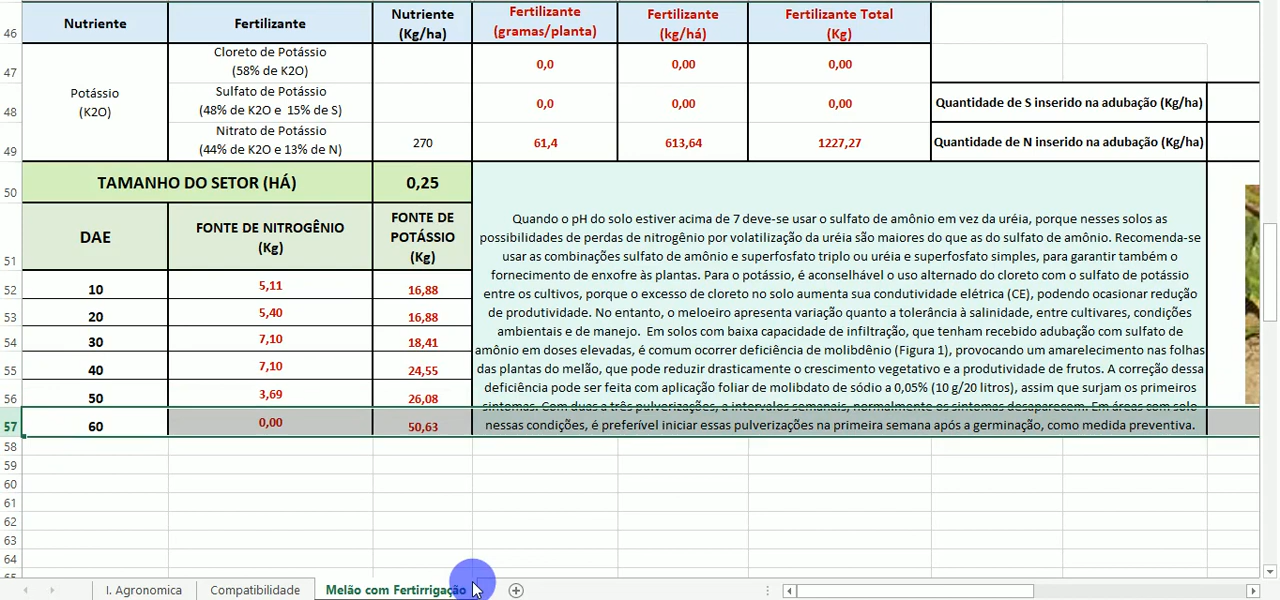 46 Nutriente Fertilizante Nutriente (Kg/ha) Fertilizante (gramas/planta) Fertilizante (kg/há) Fertilizante Total (Kg)
47 Cloreto de Potássio (58% de K2O) 0,0 0,00 0,00
Potássio (K2O)
48 Sulfato de Potássio (48% de K2O e 15% de S) 0,0 0,00 0,00 Quantidade de S inserido na adubação (Kg/ha)
49 Nitrato de Potássio (44% de K2O e 13% de N) 270 61,4 613,64 1227,27 Quantidade de N inserido na adubação (Kg/ha)
50 TAMANHO DO SETOR (HÁ) 0,25
51 DAE FONTE DE NITROGÊNIO (Kg) FONTE DE POTÁSSIO (Kg)
52 10 5,11 16,88
53 20 5,40 16,88
54 30 7,10 18,41
55 40 7,10 24,55
56 50 3,69 26,08
57 60 0,00 50,63
Quando o pH do solo estiver acima de 7 deve-se usar o sulfato de amônio em vez da uréia, porque nesses solos as
possibilidades de perdas de nitrogênio por volatilização da uréia são maiores do que as do sulfato de amônio. Recomenda-se
usar as combinações sulfato de amônio e superfosfato triplo ou uréia e superfosfato simples, para garantir também o
fornecimento de enxofre às plantas. Para o potássio, é aconselhável o uso alternado do cloreto com o sulfato de potássio
entre os cultivos, porque o excesso de cloreto no solo aumenta sua condutividade elétrica (CE), podendo ocasionar redução
de produtividade. No entanto, o meloeiro apresenta variação quanto a tolerância à salinidade, entre cultivares, condições
ambientais e de manejo. Em solos com baixa capacidade de infiltração, que tenham recebido adubação com sulfato de
amônio em doses elevadas, é comum ocorrer deficiência de molibdênio (Figura 1), provocando um amarelecimento nas folhas
das plantas do melão, que pode reduzir drasticamente o crescimento vegetativo e a produtividade de frutos. A correção dessa
deficiência pode ser feita com aplicação foliar de molibdato de sódio a 0,05% (10 g/20 litros), assim que surjam os primeiros
sintomas. Com duas a três pulverizações, a intervalos semanais, normalmente os sintomas desaparecem. Em áreas com solo
nessas condições, é preferível iniciar essas pulverizações na primeira semana após a germinação, como medida preventiva.
58
59
60
61
62
63
64
65
I. Agronomica Compatibilidade Melão com Fertirrigação